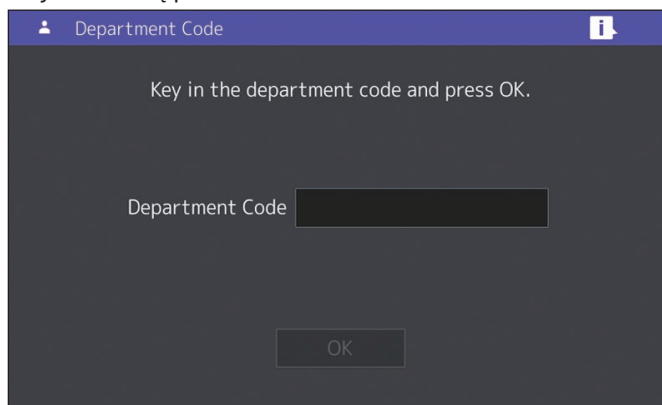 Department Code
i
Key in the department code and press OK.
Department Code
OK